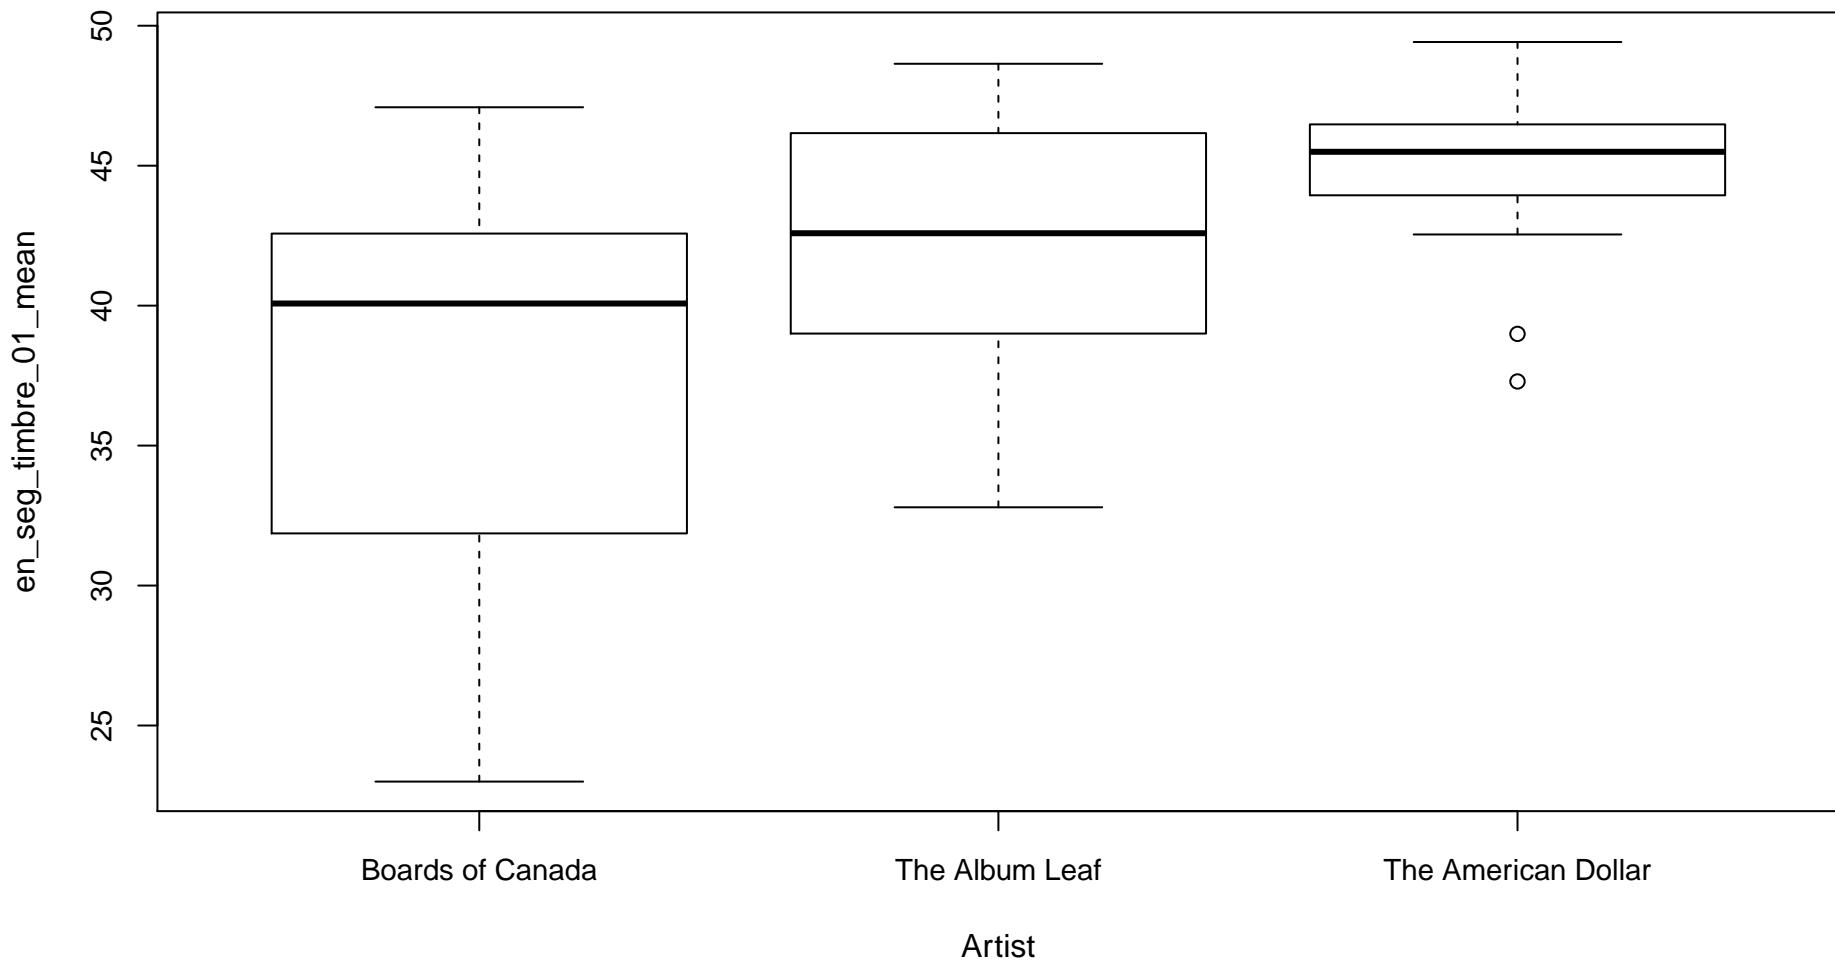 en_seg_timbre_01_mean
50
45
40
35
30
25
Boards of Canada
The Album Leaf
The American Dollar
Artist